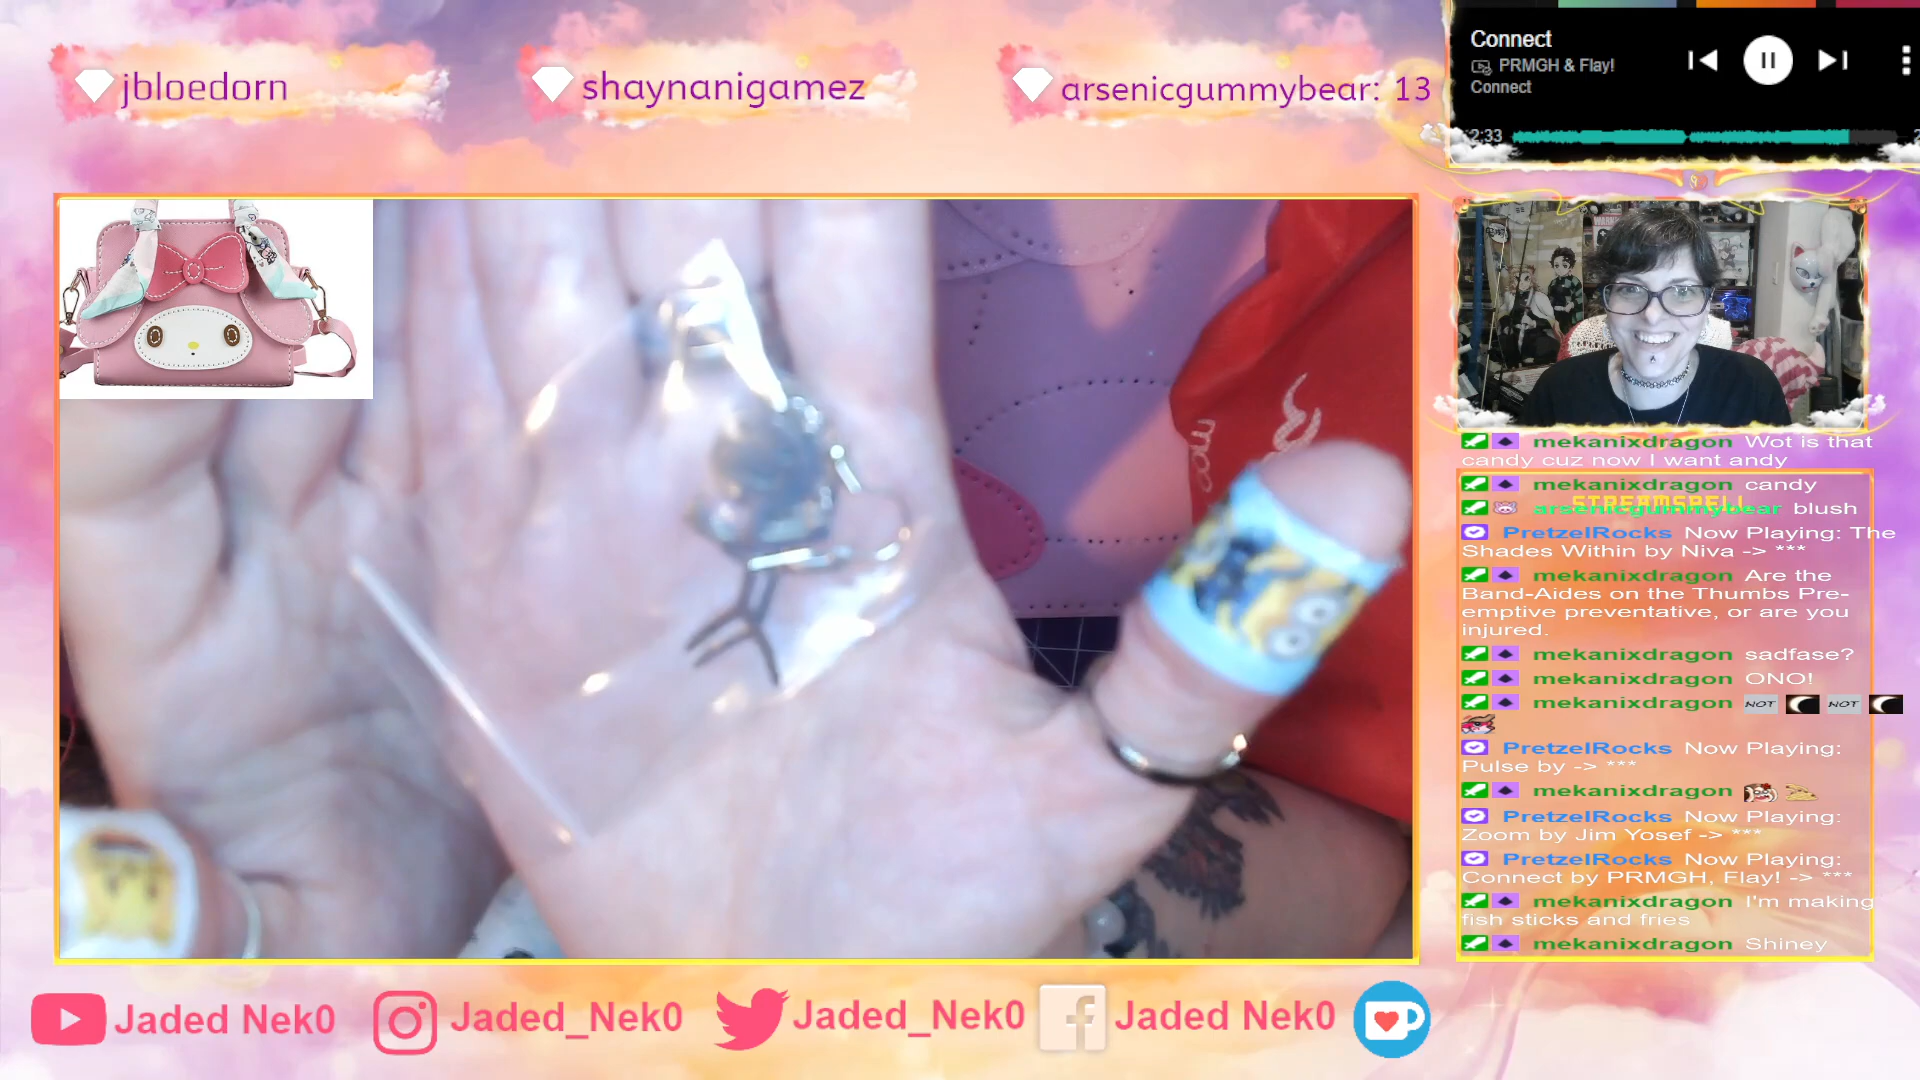 jbloedorn
shaynanigamez
arsenicgummybear: 13
Connect
PRMGH & Flay!
Connect
2:33
mekanixdragon Wot is that
candy cuz now I want andy
mekanixdragon candy
STREAMSPELL
arsenicgummybear blush
PretzelRocks Now Playing: The
Shades Within by Niva -> ***
mekanixdragon Are the
Band-Aides on the Thumbs Pre-
emptive preventative, or are you
injured.
mekanixdragon sadfase?
mekanixdragon ONO!
mekanixdragon NOT NOT
PretzelRocks Now Playing:
Pulse by -> ***
mekanixdragon
PretzelRocks Now Playing:
Zoom by Jim Yosef -> ***
PretzelRocks Now Playing:
Connect by PRMGH, Flay! -> ***
mekanixdragon I'm making
fish sticks and fries
mekanixdragon Shiney
Jaded Nek0
Jaded_Nek0
Jaded_Nek0
Jaded Nek0